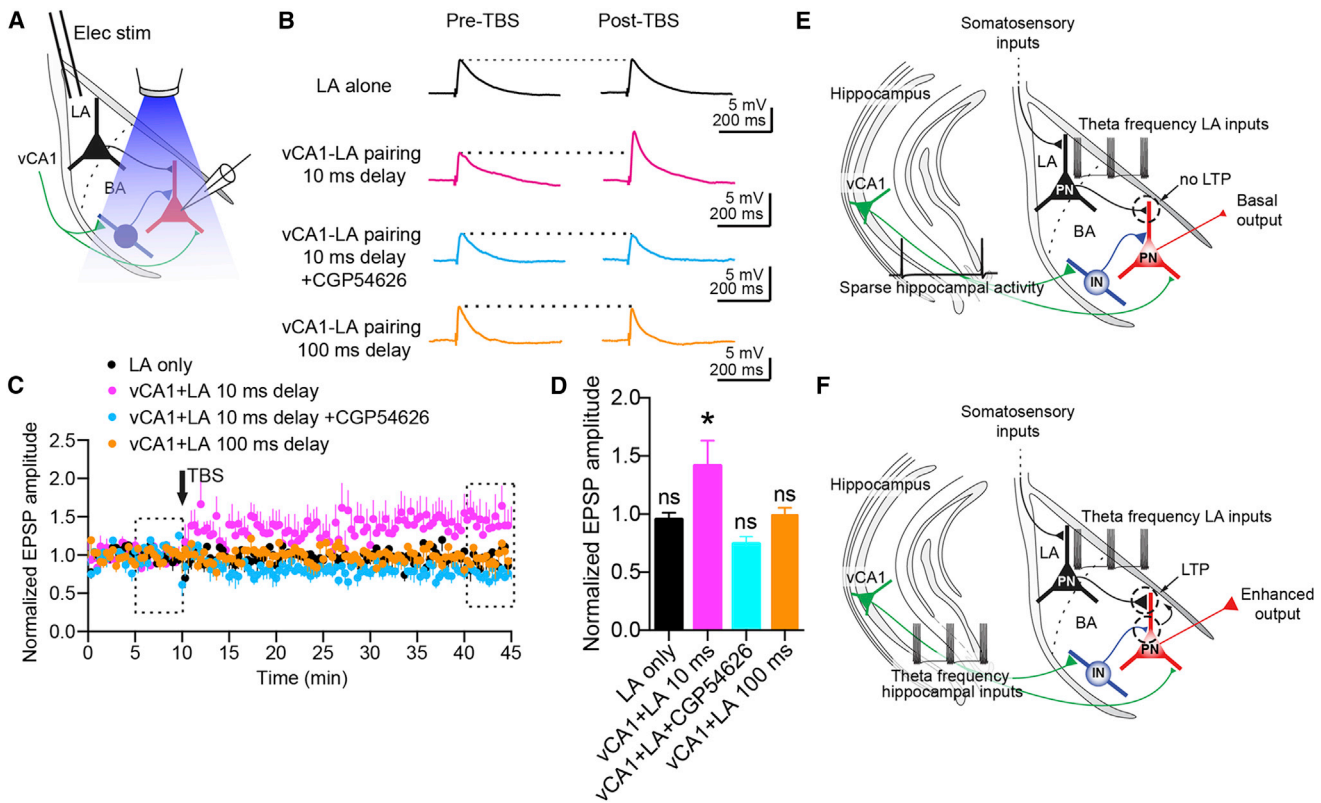 A
Elec stim
LA
vCA1
BA
B
Pre-TBS
Post-TBS
LA alone
5 mV
200 ms
vCA1-LA pairing
10 ms delay
5 mV
200 ms
vCA1-LA pairing
10 ms delay
+CGP54626
5 mV
200 ms
vCA1-LA pairing
100 ms delay
5 mV
200 ms
C
LA only
vCA1+LA 10 ms delay
vCA1+LA 10 ms delay +CGP54626
vCA1+LA 100 ms delay
Normalized EPSP amplitude
2.5
2.0
1.5
1.0
0.5
0.0
TBS
0 5 10 15 20 25 30 35 40 45
Time (min)
D
Normalized EPSP amplitude
2.0
1.5
1.0
0.5
0.0
ns
*
ns
ns
LA only
vCA1+LA 10 ms
vCA1+LA+CGP54626
vCA1+LA 100 ms
E
Somatosensory
inputs
Hippocampus
Theta frequency LA inputs
LA
PN
no LTP
vCA1
Basal
output
BA
PN
IN
Sparse hippocampal activity
F
Somatosensory
inputs
Hippocampus
Theta frequency LA inputs
LA
PN
LTP
vCA1
Enhanced
output
BA
PN
IN
Theta frequency
hippocampal inputs